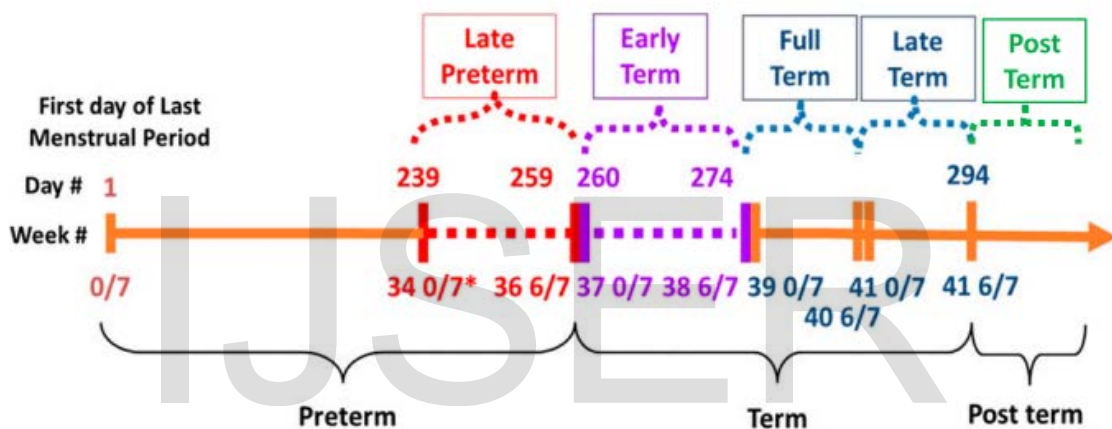 Late
Preterm
Early
Term
Full
Term
Late
Term
Post
Term
First day of Last
Menstrual Period
Day # 1 239 259 260 274 294
Week #
0/7 34 0/7* 36 6/7 37 0/7 38 6/7 39 0/7 41 0/7 41 6/7
40 6/7
IJSER
Preterm Term Post term